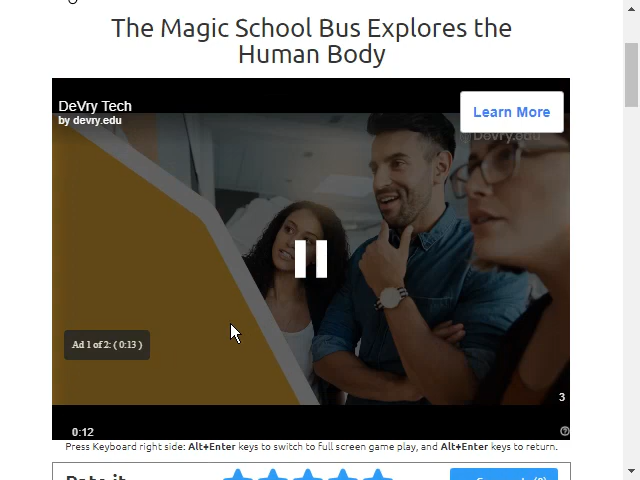 The Magic School Bus Explores the
Human Body
DeVry Tech
by devry.edu
Learn More
Devry.edu
Ad 1 of 2: ( 0:13 )
3
0:12
Press Keyboard right side: Alt+Enter keys to switch to full screen game play, and Alt+Enter keys to return.
Rate it